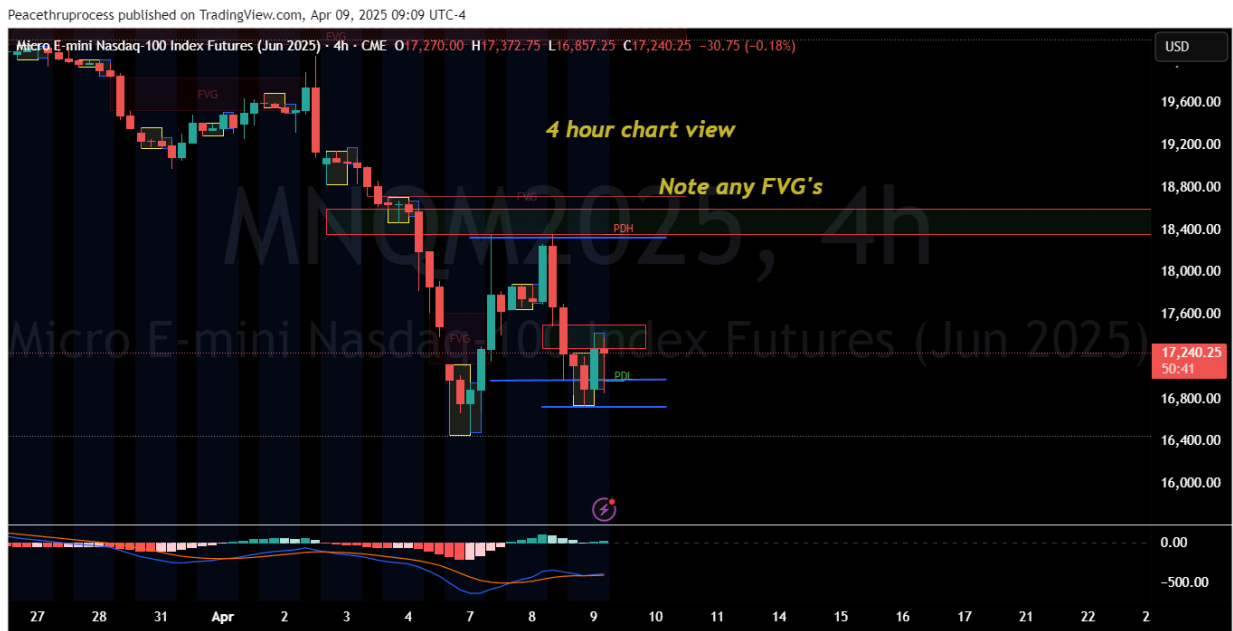 Peacethruprocess published on TradingView.com, Apr 09, 2025 09:09 UTC-4
FVG
Micro E-mini Nasdaq-100 Index Futures (Jun 2025) · 4h · CME O17,270.00 H17,372.75 L16,857.25 C17,240.25 −30.75 (−0.18%)
USD
FVG
19,600.00
4 hour chart view
19,200.00
Note any FVG's
18,800.00
FVG
MNQM2025, 4h
PDH
18,400.00
18,000.00
17,600.00
FVG
Micro E-mini Nasdaq-100 Index Futures (Jun 2025)
17,240.25
50:41
PDL
16,800.00
16,400.00
16,000.00
0.00
−500.00
27 28 31 Apr 2 3 4 7 8 9 10 11 14 15 16 17 21 22